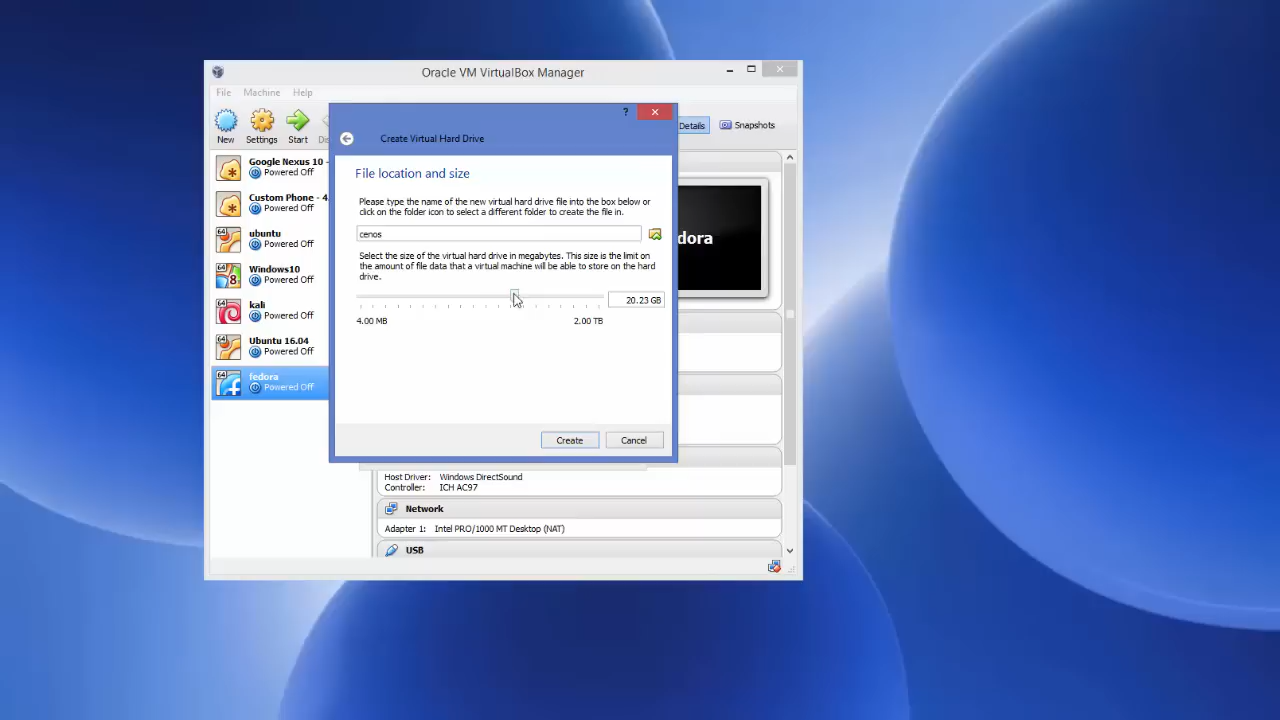 Oracle VM VirtualBox Manager
File Machine Help
New Settings Start Details Snapshots
?
Create Virtual Hard Drive
File location and size
Please type the name of the new virtual hard drive file into the box below or
click on the folder icon to select a different folder to create the file in.
cenos
Select the size of the virtual hard drive in megabytes. This size is the limit on
the amount of file data that a virtual machine will be able to store on the hard
drive.
20.23 GB
4.00 MB 2.00 TB
Create Cancel
Google Nexus 10 -
Powered Off
Custom Phone - 4.
Powered Off
64 ubuntu
Powered Off
64 Windows10
8
Powered Off
64 kali
Powered Off
64 Ubuntu 16.04
Powered Off
64 fedora
Powered Off
dora
Host Driver: Windows DirectSound
Controller: ICH AC97
Network
Adapter 1: Intel PRO/1000 MT Desktop (NAT)
USB